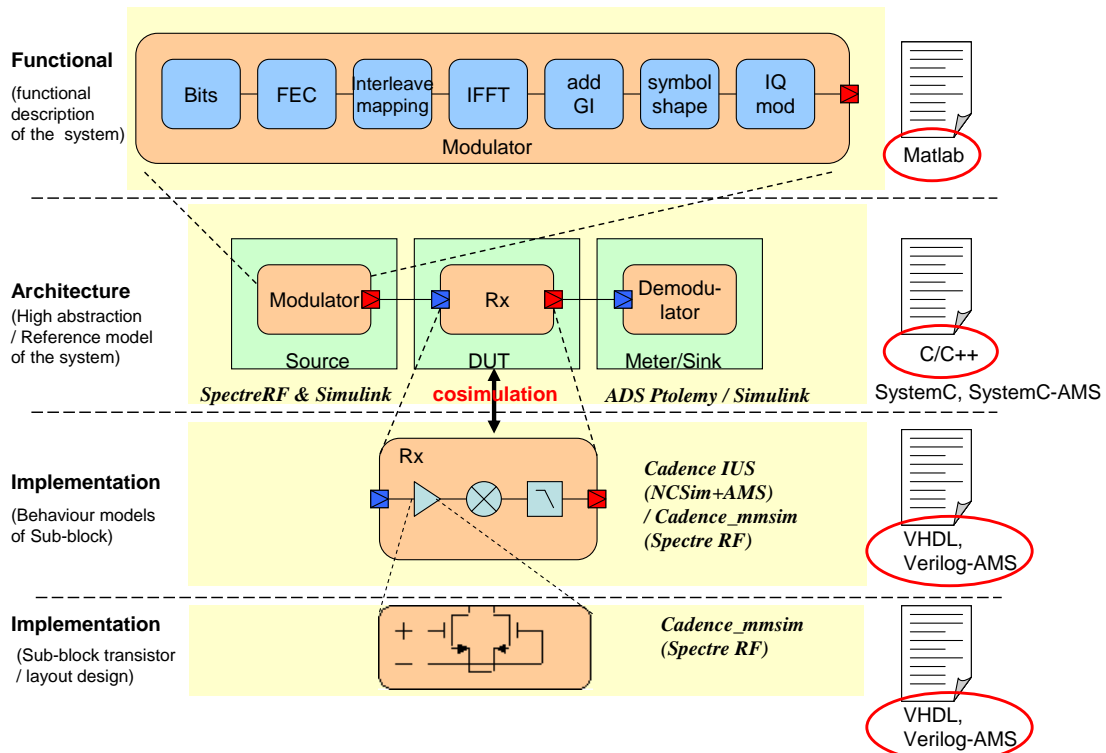 Functional
(functional
description
of the system)
Bits
FEC
Interleave
mapping
IFFT
add
GI
symbol
shape
IQ
mod
Modulator
Matlab
Architecture
(High abstraction
/ Reference model
of the system)
Modulator
Source
Rx
DUT
Demodu-
lator
Meter/Sink
SpectreRF & Simulink
cosimulation
ADS Ptolemy / Simulink
C/C++
SystemC, SystemC-AMS
Implementation
(Behaviour models
of Sub-block)
Rx
Cadence IUS
(NCSim+AMS)
/ Cadence_mmsim
(Spectre RF)
VHDL,
Verilog-AMS
Implementation
(Sub-block transistor
/ layout design)
+
−
Cadence_mmsim
(Spectre RF)
VHDL,
Verilog-AMS